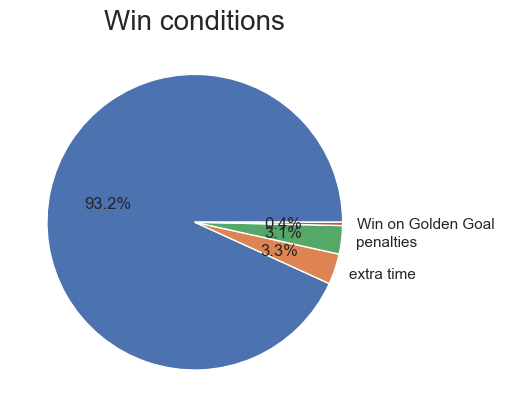 Win conditions
93.2%
0.4%
Win on Golden Goal
3.1%
penalties
3.3%
extra time